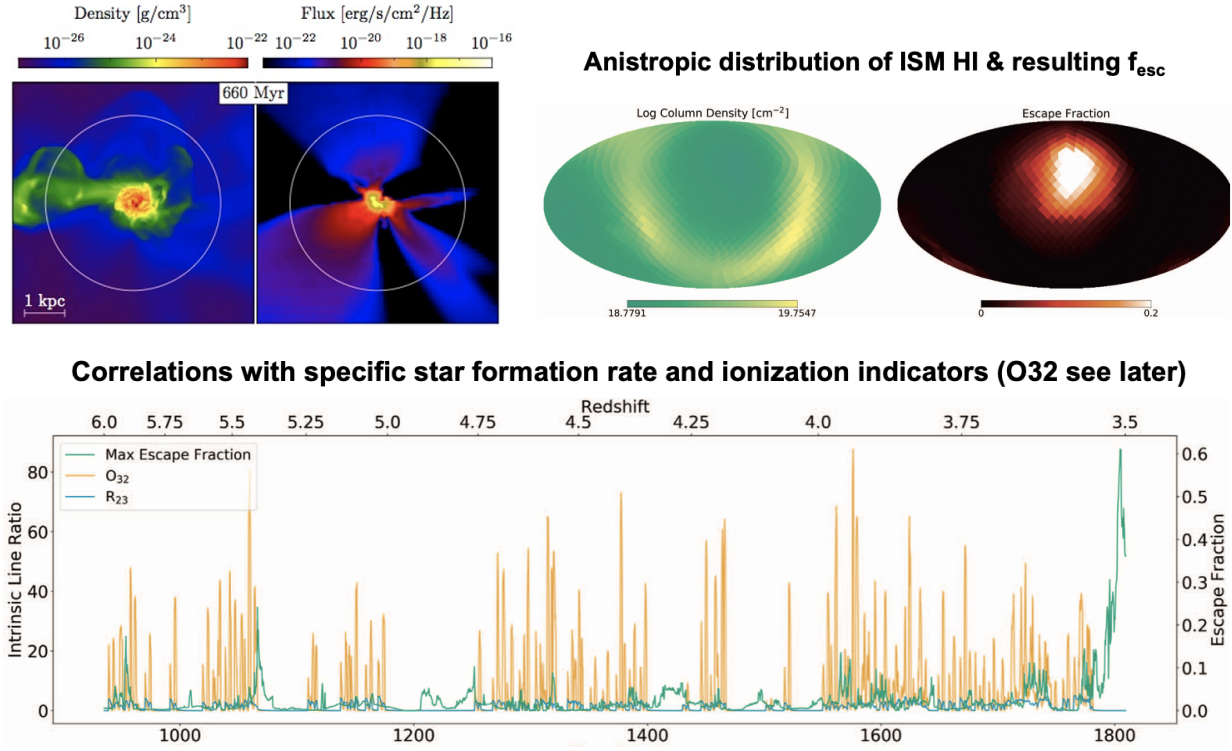 Density [g/cm³]
Flux [erg/s/cm²/Hz]
10⁻²⁶ 10⁻²⁴ 10⁻²²
10⁻²² 10⁻²⁰ 10⁻¹⁸ 10⁻¹⁶
660 Myr
1 kpc
Anistropic distribution of ISM HI & resulting fesc
Log Column Density [cm⁻²]
18.7791 19.7547
Escape Fraction
0 0.2
Correlations with specific star formation rate and ionization indicators (O32 see later)
Redshift
6.0 5.75 5.5 5.25 5.0 4.75 4.5 4.25 4.0 3.75 3.5
Max Escape Fraction
O₃₂
R₂₃
Intrinsic Line Ratio
80
60
40
20
0
Escape Fraction
0.6
0.5
0.4
0.3
0.2
0.1
0.0
1000 1200 1400 1600 1800